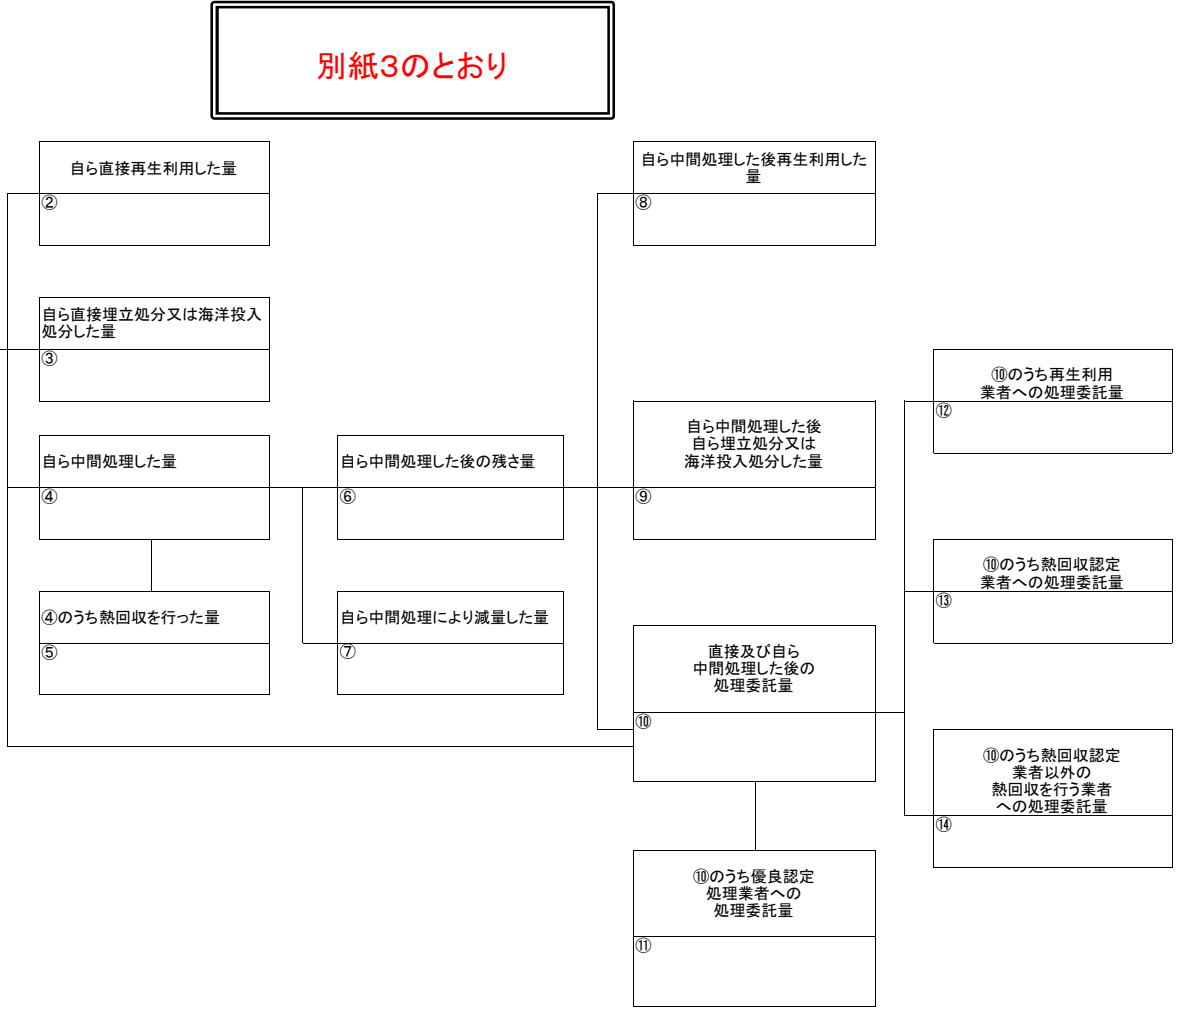 別紙３のとおり
自ら直接再生利用した量
②
自ら中間処理した後再生利用した
量
⑧
自ら直接埋立処分又は海洋投入
処分した量
③
⑩のうち再生利用
業者への処理委託量
⑫
自ら中間処理した量
④
自ら中間処理した後の残さ量
⑥
自ら中間処理した後
自ら埋立処分又は
海洋投入処分した量
⑨
⑩のうち熱回収認定
業者への処理委託量
⑬
④のうち熱回収を行った量
⑤
自ら中間処理により減量した量
⑦
直接及び自ら
中間処理した後の
処理委託量
⑩
⑩のうち熱回収認定
業者以外の
熱回収を行う業者
への処理委託量
⑭
⑩のうち優良認定
処理業者への
処理委託量
⑪